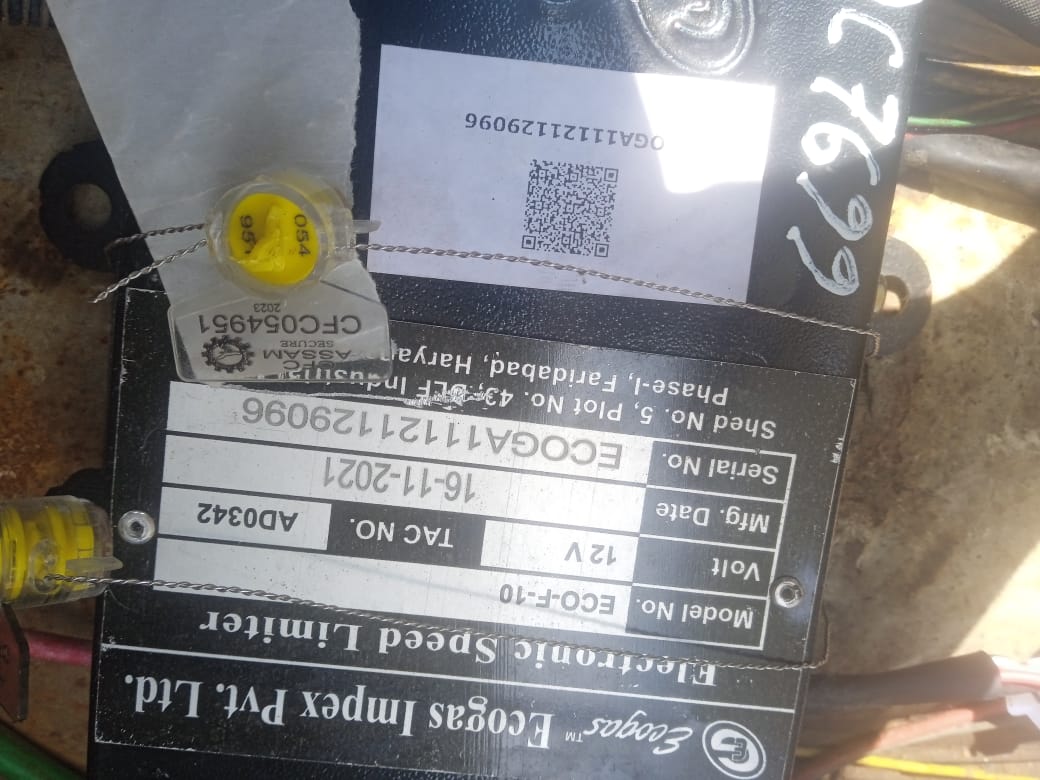 Ecogas™ Ecogas Impex Pvt. Ltd.
Electronic Speed Limiter
Model No. ECO-F-10
Volt 12 V TAC NO. AD0342
Mfg. Date 16-11-2021
Serial No. ECOGA11121129096
Shed No. 5, Plot No. 43, DLF Industrial
Phase-I, Faridabad, Haryana
ASSAM
SECURE
CFC054951
2023
054
951
OGA11121129096
C7699